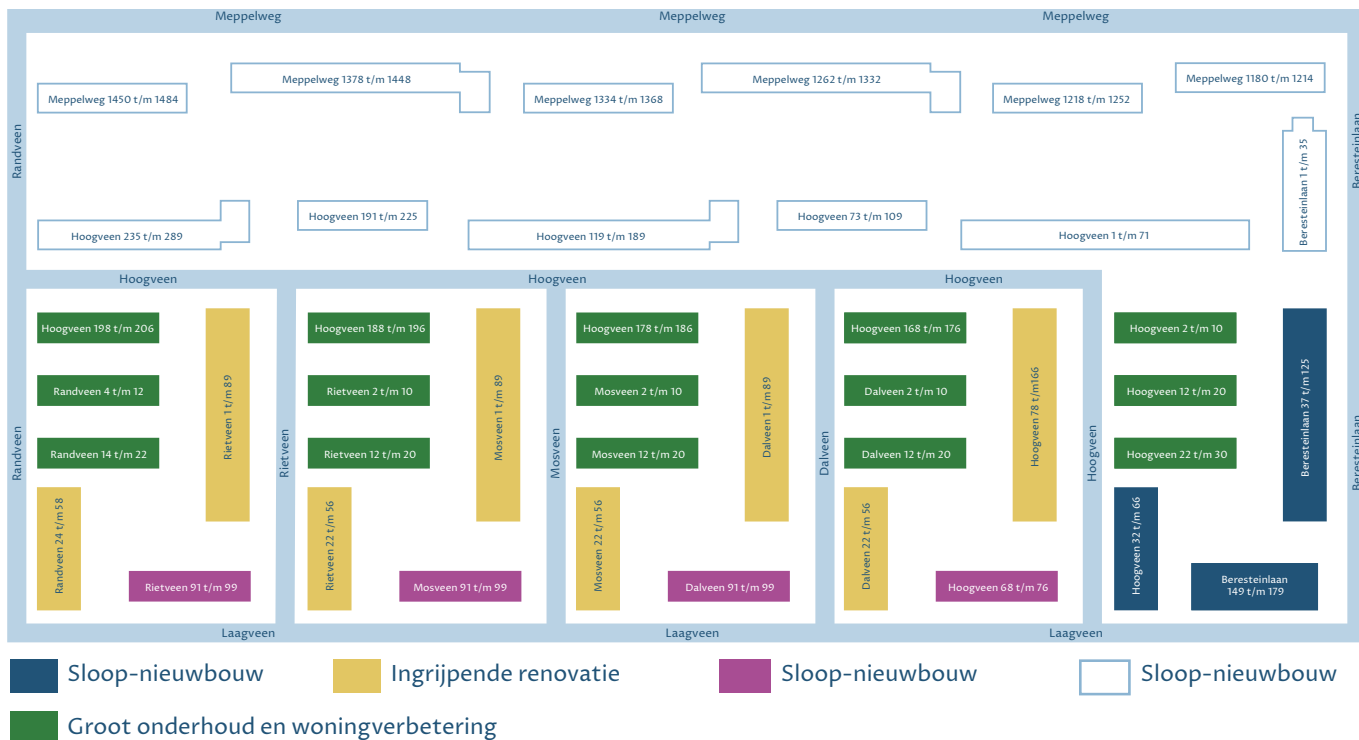 Meppelweg
Meppelweg
Meppelweg
Randveen
Meppelweg 1450 t/m 1484
Meppelweg 1378 t/m 1448
Meppelweg 1334 t/m 1368
Meppelweg 1262 t/m 1332
Meppelweg 1218 t/m 1252
Meppelweg 1180 t/m 1214
Beresteinlaan
Beresteinlaan 1 t/m 35
Hoogveen 235 t/m 289
Hoogveen 191 t/m 225
Hoogveen 119 t/m 189
Hoogveen 73 t/m 109
Hoogveen 1 t/m 71
Hoogveen
Hoogveen
Hoogveen
Hoogveen 198 t/m 206
Randveen 4 t/m 12
Randveen 14 t/m 22
Rietveen 1 t/m 89
Randveen
Randveen 24 t/m 58
Rietveen 91 t/m 99
Rietveen
Hoogveen 188 t/m 196
Rietveen 2 t/m 10
Rietveen 12 t/m 20
Mosveen 1 t/m 89
Rietveen 22 t/m 56
Mosveen 91 t/m 99
Mosveen
Hoogveen 178 t/m 186
Mosveen 2 t/m 10
Mosveen 12 t/m 20
Dalveen 1 t/m 89
Mosveen 22 t/m 56
Dalveen 91 t/m 99
Dalveen
Hoogveen 168 t/m 176
Dalveen 2 t/m 10
Dalveen 12 t/m 20
Hoogveen 78 t/m166
Dalveen 22 t/m 56
Hoogveen 68 t/m 76
Hoogveen
Hoogveen 2 t/m 10
Hoogveen 12 t/m 20
Hoogveen 22 t/m 30
Beresteinlaan 37 t/m 125
Hoogveen 32 t/m 66
Beresteinlaan
149 t/m 179
Beresteinlaan
Laagveen
Laagveen
Laagveen
Sloop-nieuwbouw
Ingrijpende renovatie
Sloop-nieuwbouw
Sloop-nieuwbouw
Groot onderhoud en woningverbetering